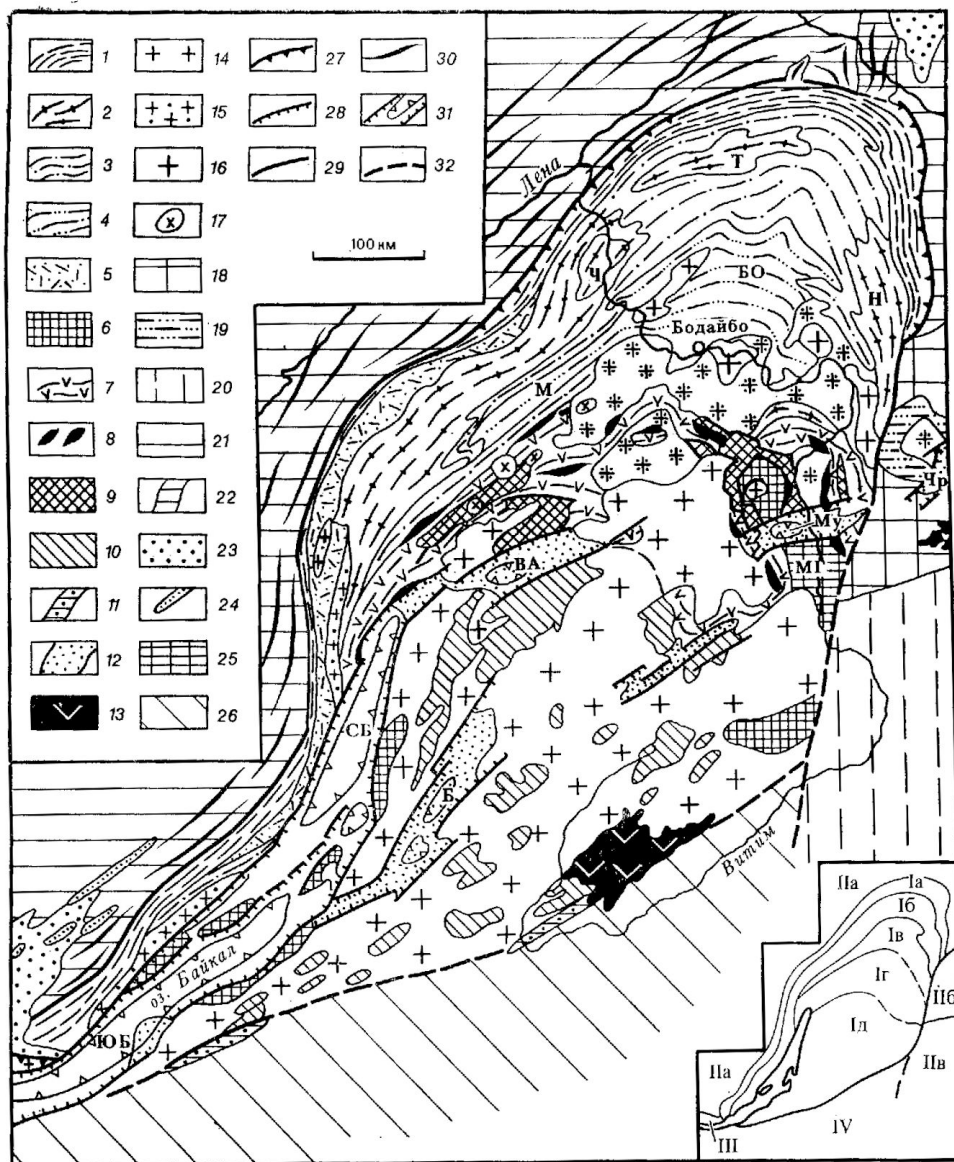 1 14 27 30
2 15 28 31
3 16 29 32
4 17
5 18
6 19
7 20
8 21
9 22
10 23
11 24
12 25
13 26
100 км
Лена
Т
Ч
БО
Н
Бодайбо
М
Чр
Му
ВА
МГ
СБ
Б
Витим
оз. Байкал
ЮБ
IIа Iа
Iб
Iв
Iг
IIб
Iд
IIа
IIв
IV
III